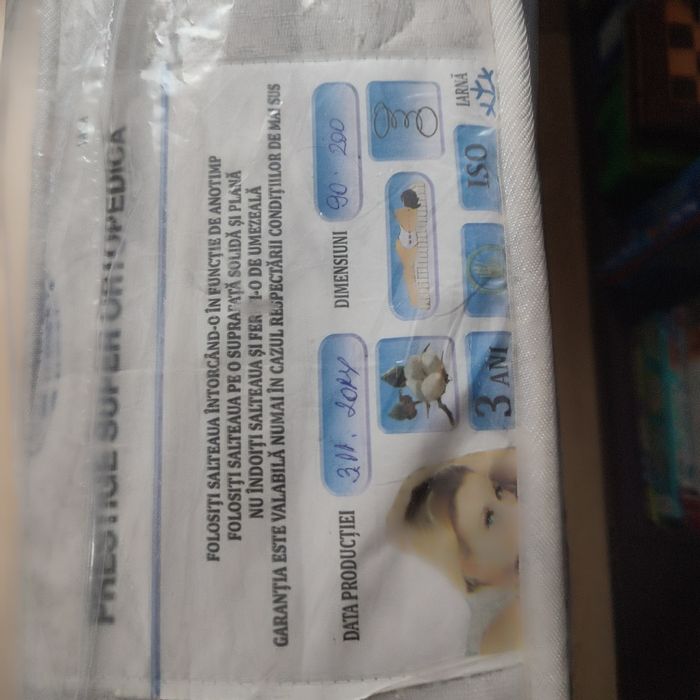 PRESTIGE SUPER ORTOPEDICA
FOLOSIȚI SALTEAUA ÎNTORCÂND-O ÎN FUNCȚIE DE ANOTIMP
FOLOSIȚI SALTEAUA PE O SUPRAFAȚĂ SOLIDĂ ȘI PLANĂ
NU ÎNDOIȚI SALTEAUA ȘI FERIȚI-O DE UMEZEALĂ
GARANȚIA ESTE VALABILĂ NUMAI ÎN CAZUL RESPECTĂRII CONDIȚIILOR DE MAI SUS
DATA PRODUCȚIEI DIMENSIUNI 90. 200
3 ANI ISO IARNĂ